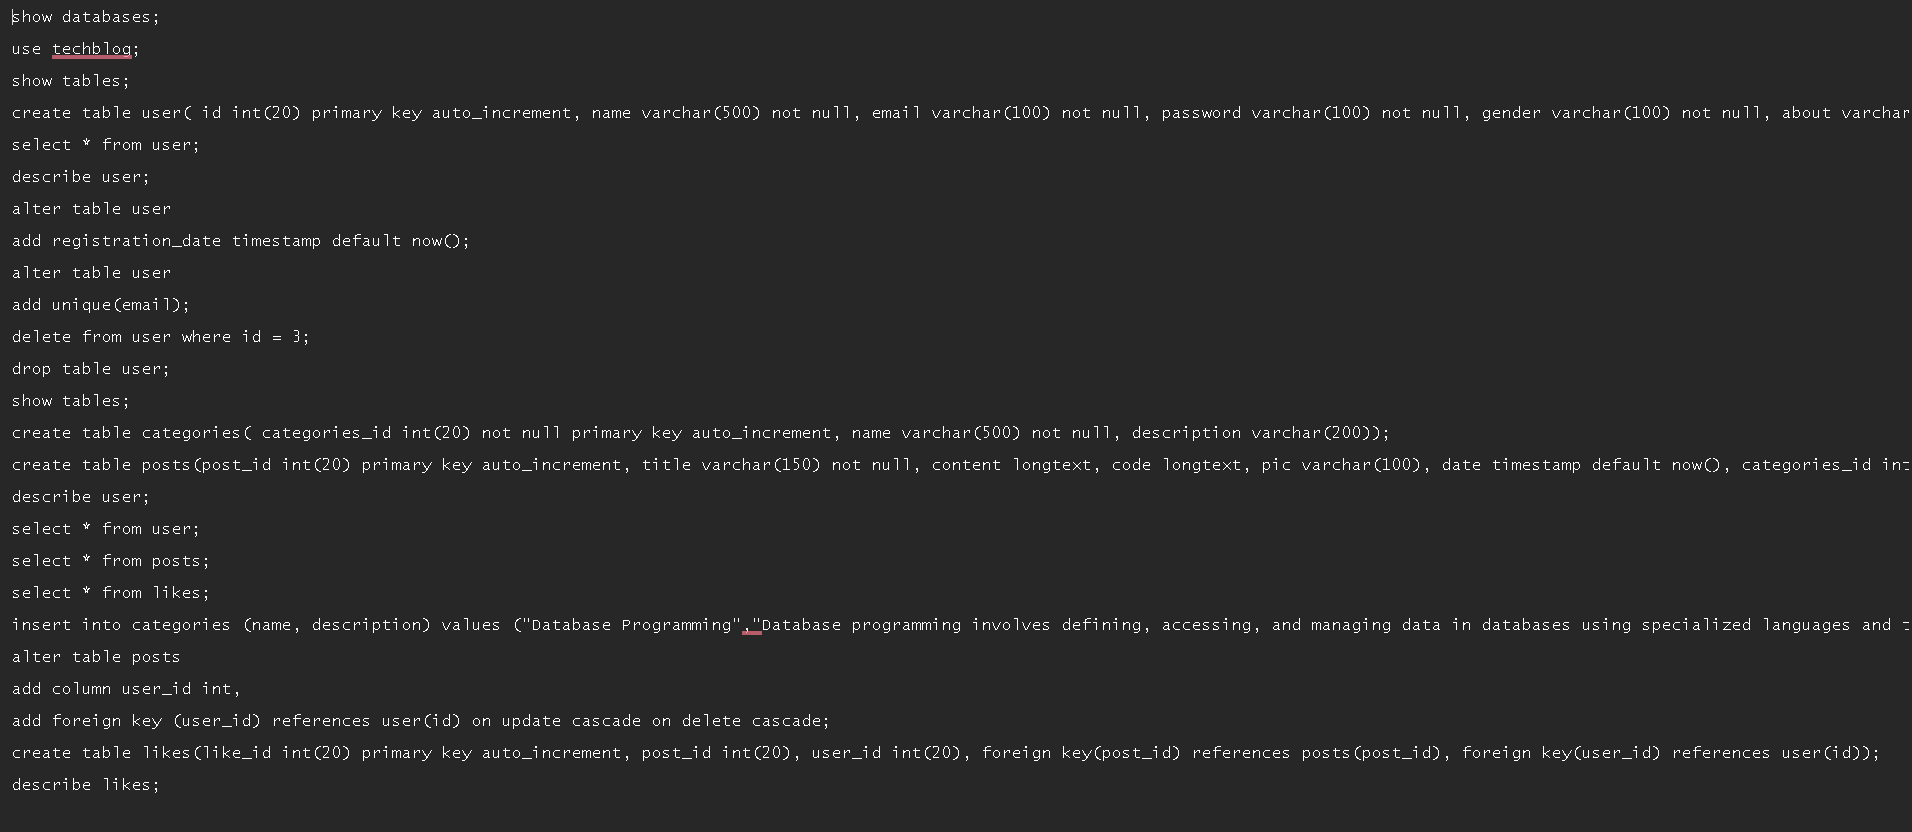 show databases;
use techblog;
show tables;
create table user( id int(20) primary key auto_increment, name varchar(500) not null, email varchar(100) not null, password varchar(100) not null, gender varchar(100) not null, about varchar
select * from user;
describe user;
alter table user
add registration_date timestamp default now();
alter table user
add unique(email);
delete from user where id = 3;
drop table user;
show tables;
create table categories( categories_id int(20) not null primary key auto_increment, name varchar(500) not null, description varchar(200));
create table posts(post_id int(20) primary key auto_increment, title varchar(150) not null, content longtext, code longtext, pic varchar(100), date timestamp default now(), categories_id int
describe user;
select * from user;
select * from posts;
select * from likes;
insert into categories (name, description) values ("Database Programming","Database programming involves defining, accessing, and managing data in databases using specialized languages and
alter table posts
add column user_id int,
add foreign key (user_id) references user(id) on update cascade on delete cascade;
create table likes(like_id int(20) primary key auto_increment, post_id int(20), user_id int(20), foreign key(post_id) references posts(post_id), foreign key(user_id) references user(id));
describe likes;